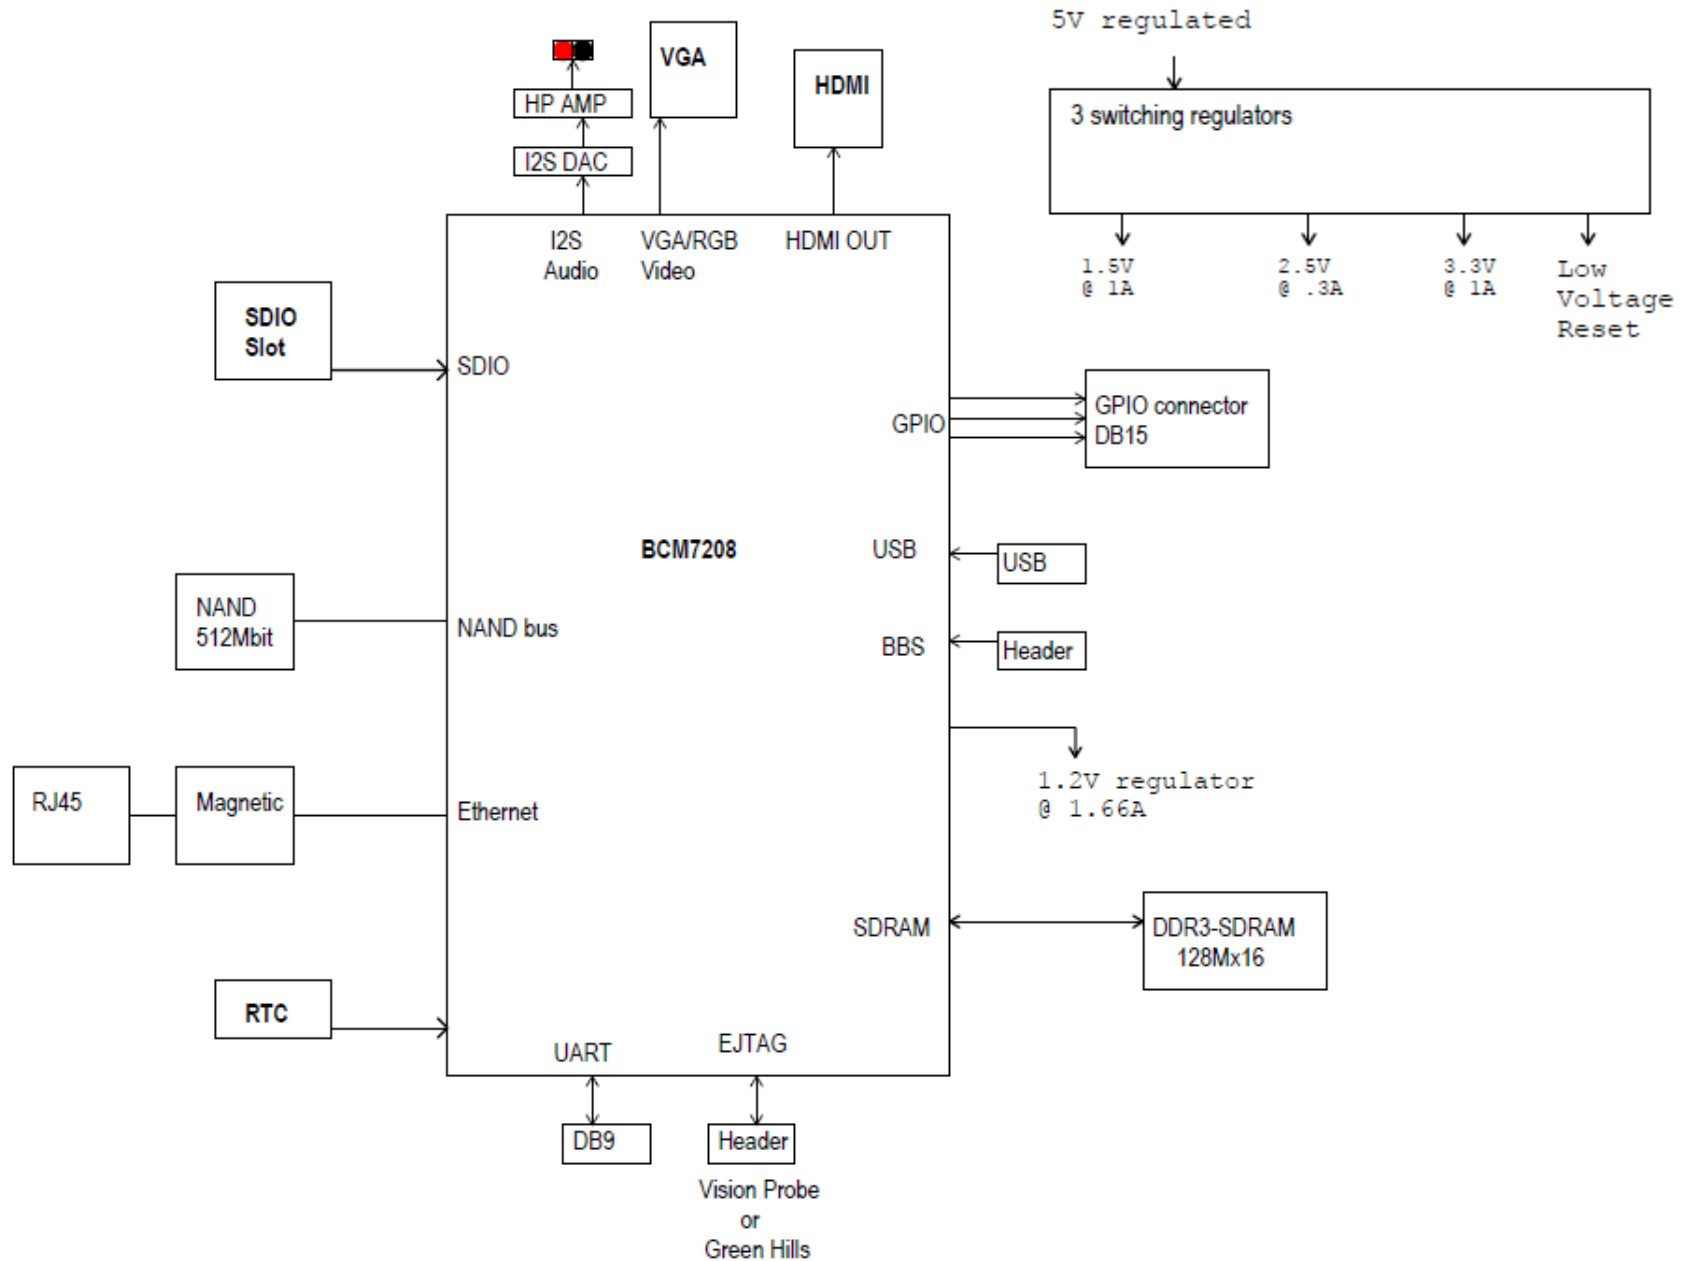 5V regulated
VGA
HDMI
HP AMP
I2S DAC
3 switching regulators
I2S
Audio
VGA/RGB
Video
HDMI OUT
1.5V
@ 1A
2.5V
@ .3A
3.3V
@ 1A
Low
Voltage
Reset
SDIO
Slot
SDIO
GPIO
GPIO connector
DB15
BCM7208
USB
USB
NAND
512Mbit
NAND bus
BBS
Header
1.2V regulator
@ 1.66A
RJ45
Magnetic
Ethernet
SDRAM
DDR3-SDRAM
128Mx16
RTC
UART
EJTAG
DB9
Header
Vision Probe
or
Green Hills